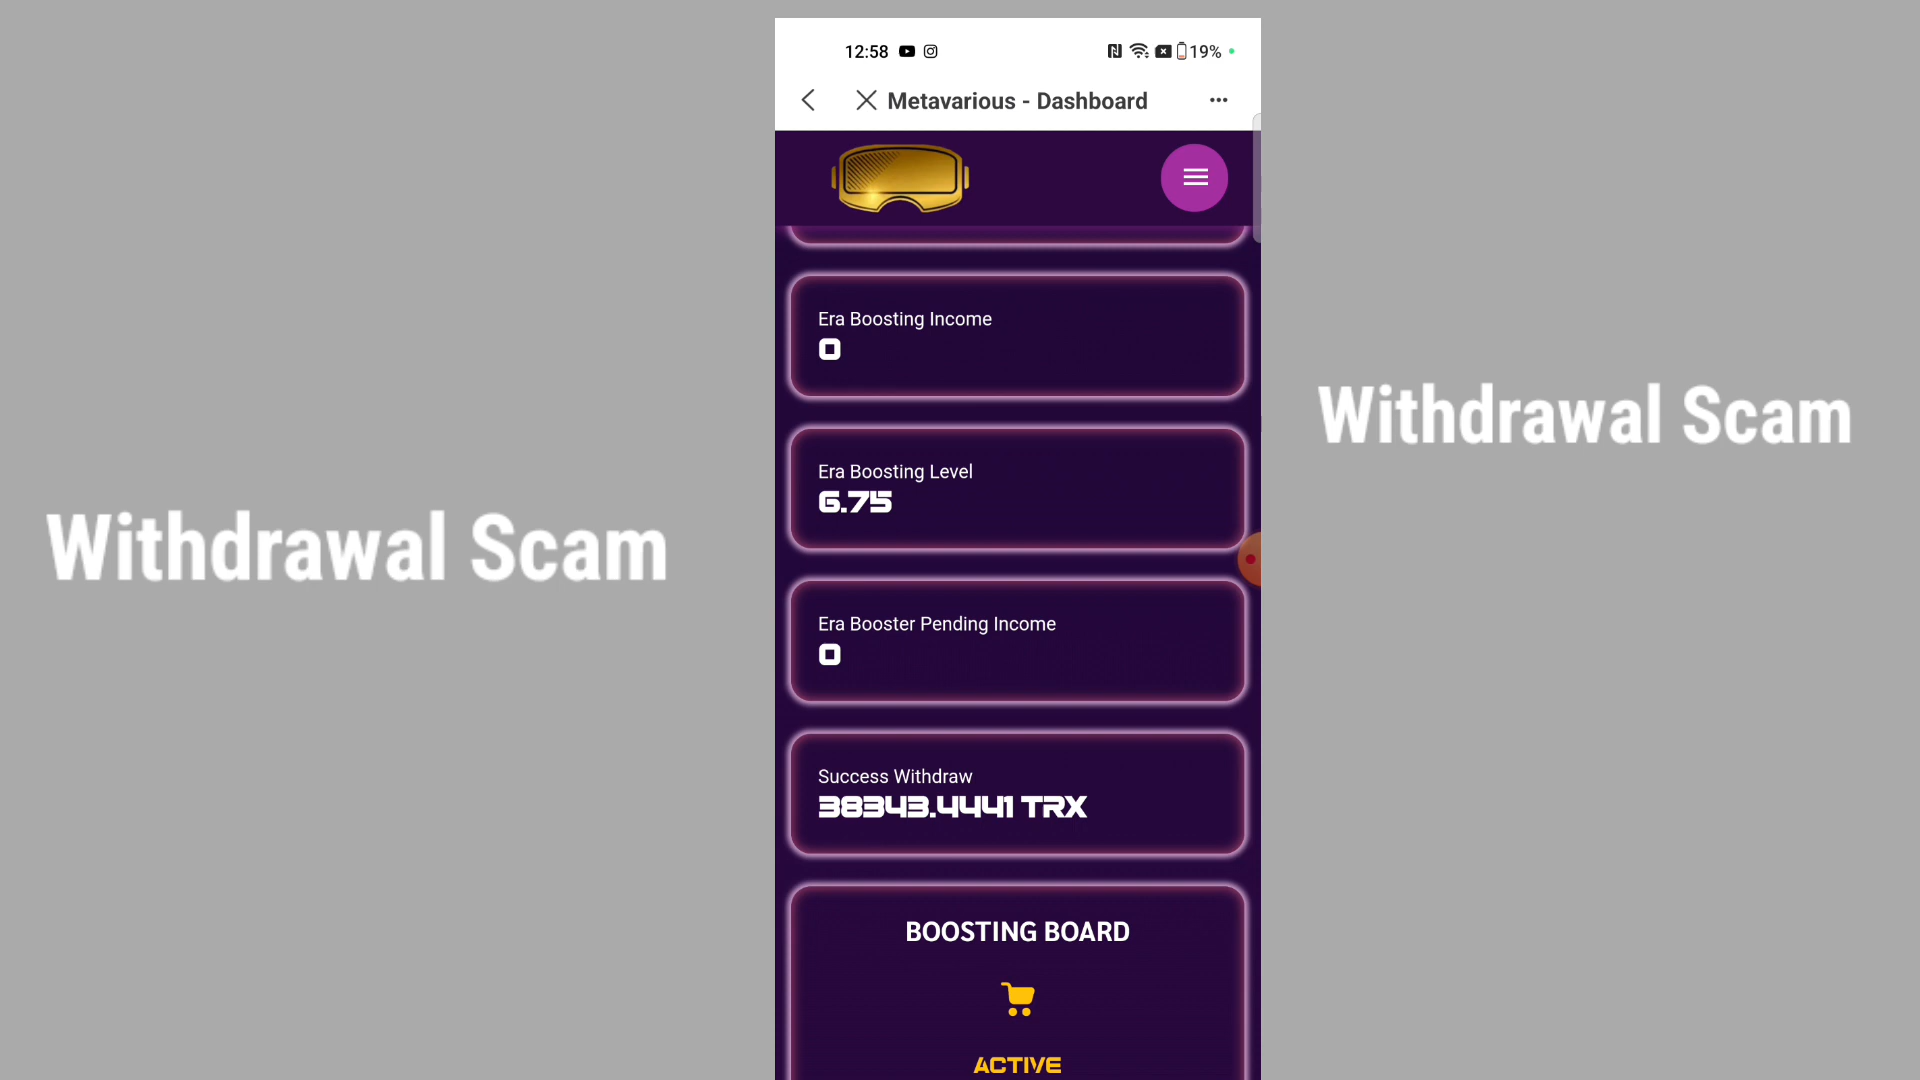 12:58
19%
Metavarious - Dashboard
Era Boosting Income
0
Era Boosting Level
6.75
Era Booster Pending Income
0
Success Withdraw
38343.4441 TRX
BOOSTING BOARD
ACTIVE
Withdrawal Scam
Withdrawal Scam